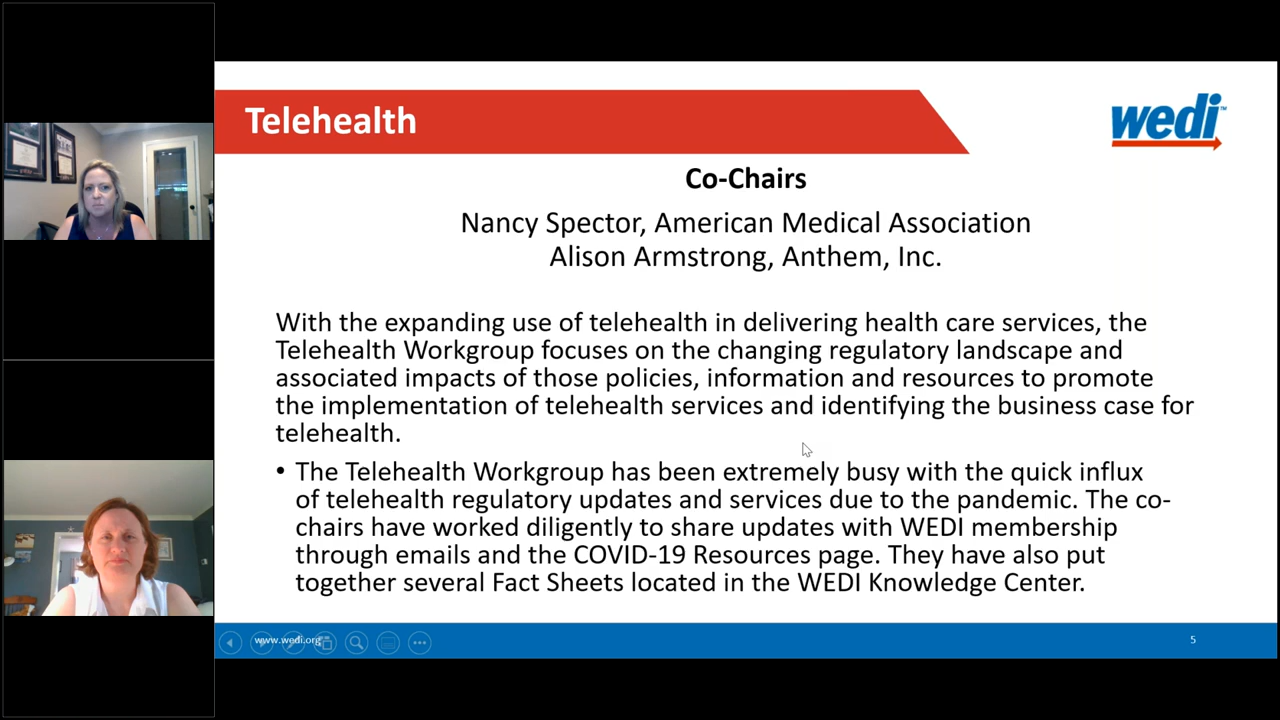 Telehealth
wedi™
Co-Chairs
Nancy Spector, American Medical Association
Alison Armstrong, Anthem, Inc.
With the expanding use of telehealth in delivering health care services, the
Telehealth Workgroup focuses on the changing regulatory landscape and
associated impacts of those policies, information and resources to promote
the implementation of telehealth services and identifying the business case for
telehealth.
• The Telehealth Workgroup has been extremely busy with the quick influx
of telehealth regulatory updates and services due to the pandemic. The co-
chairs have worked diligently to share updates with WEDI membership
through emails and the COVID-19 Resources page. They have also put
together several Fact Sheets located in the WEDI Knowledge Center.
www.wedi.org
5